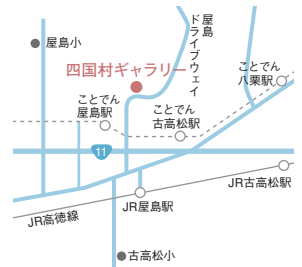 屋島小
屋島
ドライブウェイ
四国村ギャラリー
ことでん
八栗駅
ことでん
屋島駅
ことでん
古高松駅
11
JR古高松駅
JR屋島駅
JR高徳線
古高松小